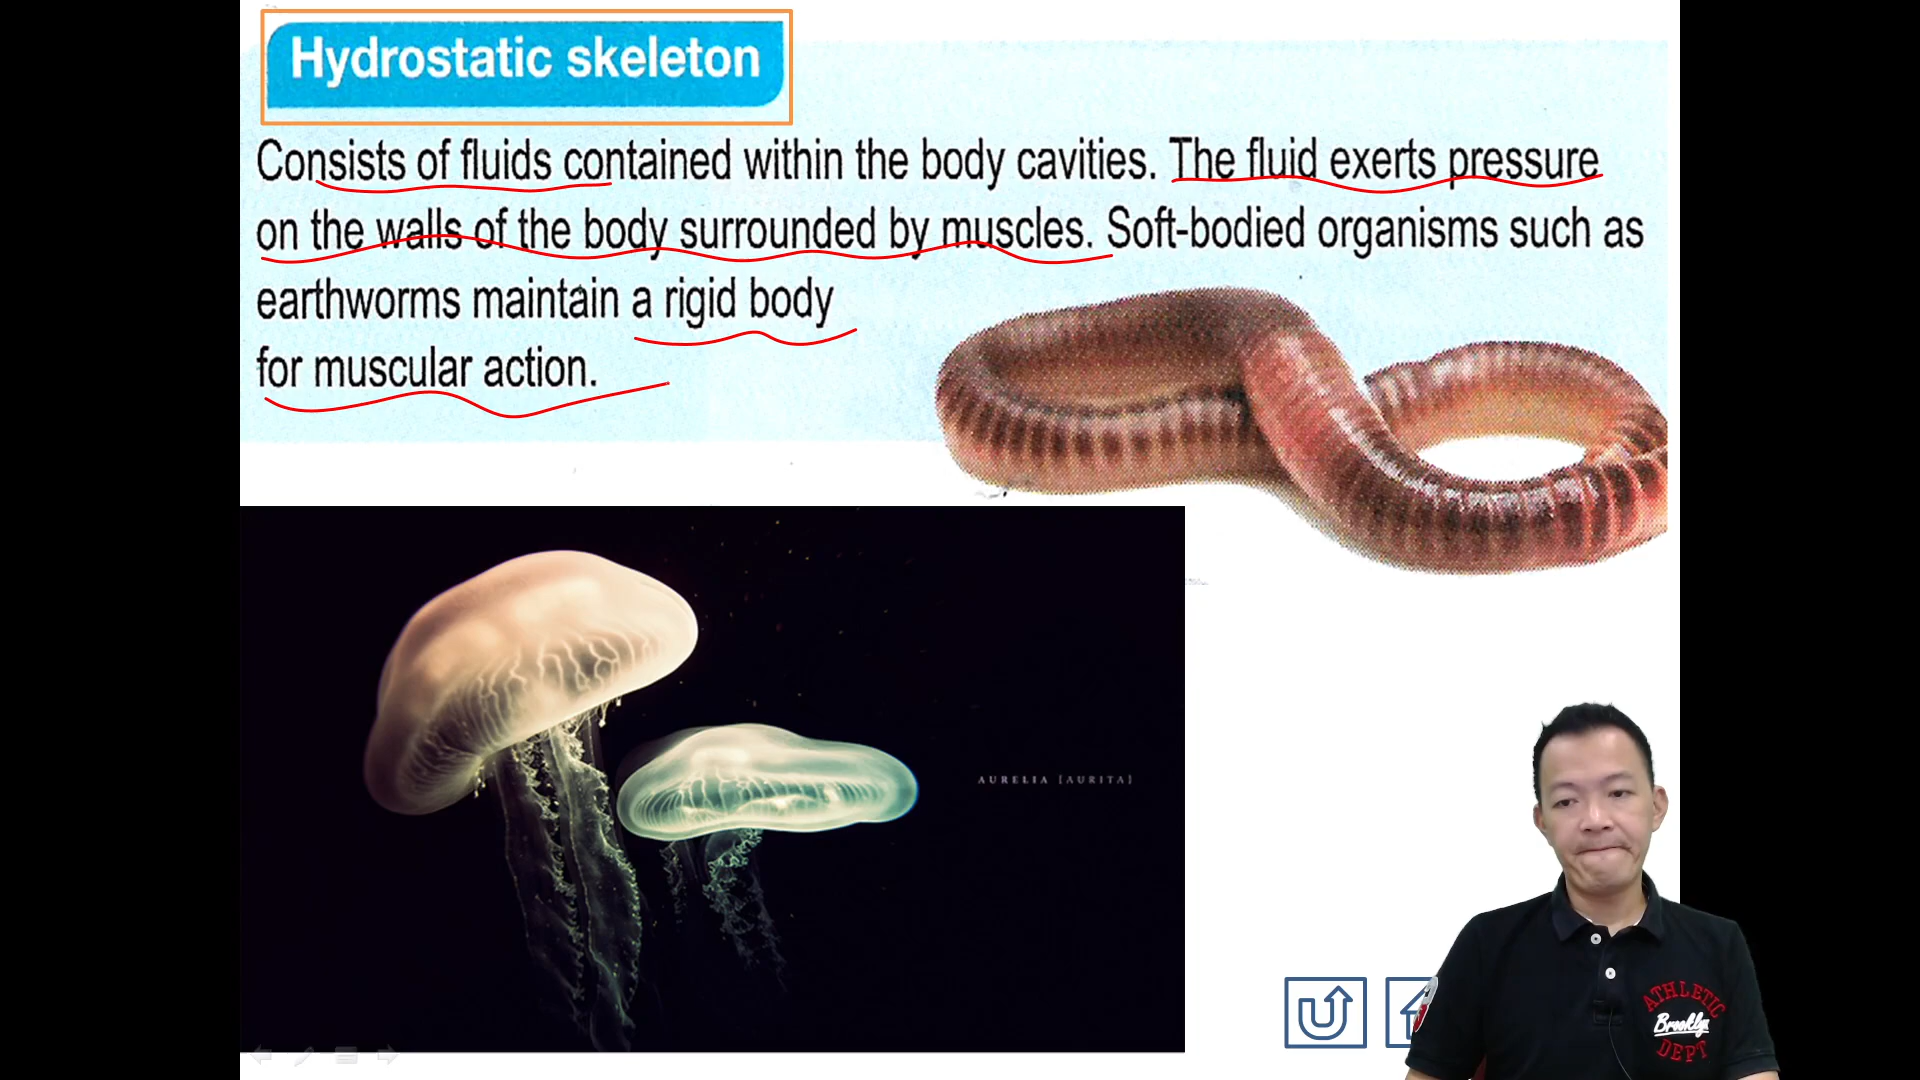 Hydrostatic skeleton
Consists of fluids contained within the body cavities. The fluid exerts pressure
on the walls of the body surrounded by muscles. Soft-bodied organisms such as
earthworms maintain a rigid body
for muscular action.
AURELIA [AURITA]
ATHLETIC
Brooklyn
DEPT